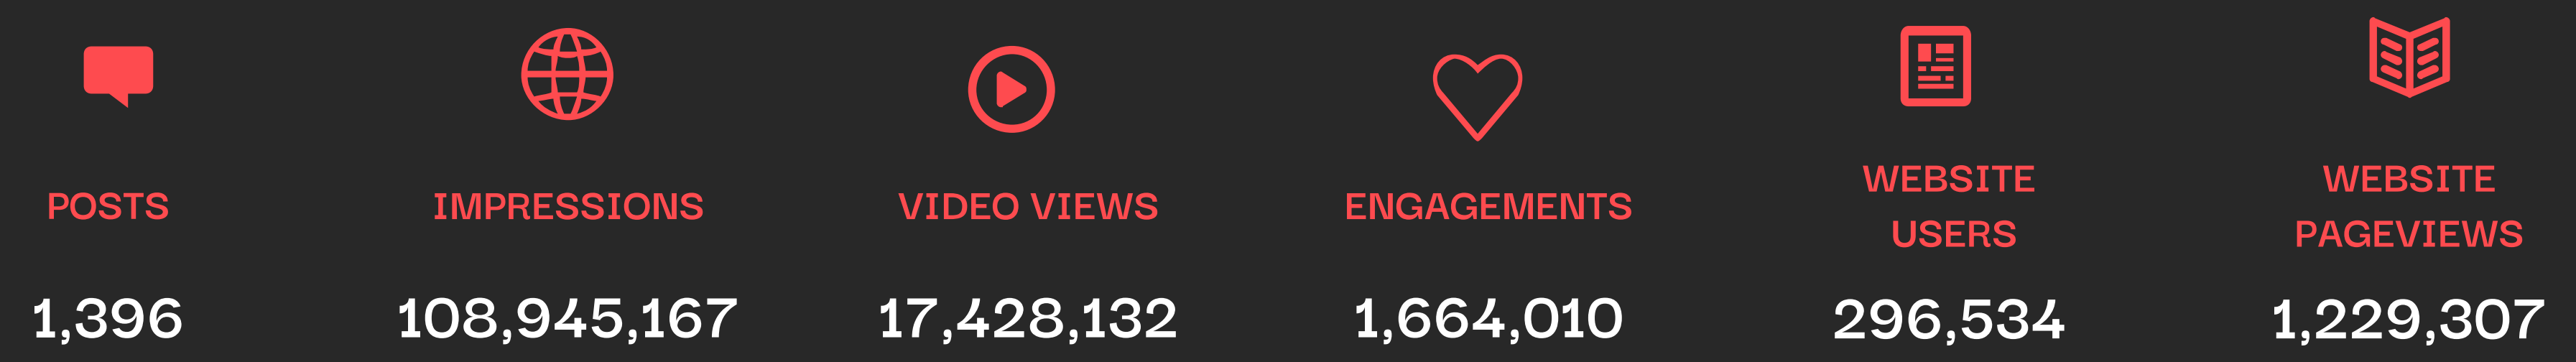 POSTS
1,396
IMPRESSIONS
108,945,167
VIDEO VIEWS
17,428,132
ENGAGEMENTS
1,664,010
WEBSITE
USERS
296,534
WEBSITE
PAGEVIEWS
1,229,307